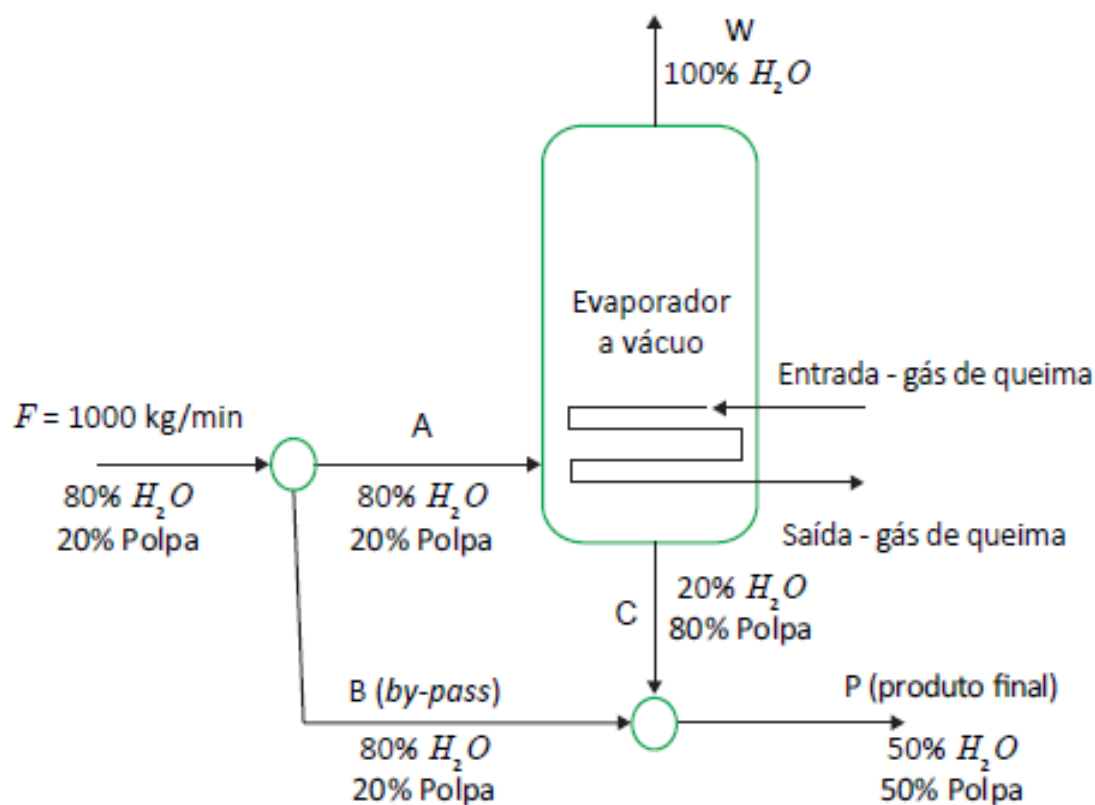 W
100% H₂O
Evaporador
a vácuo
Entrada - gás de queima
F = 1000 kg/min
A
80% H₂O
20% Polpa
80% H₂O
20% Polpa
Saída - gás de queima
20% H₂O
80% Polpa
C
B (by-pass)
80% H₂O
20% Polpa
P (produto final)
50% H₂O
50% Polpa